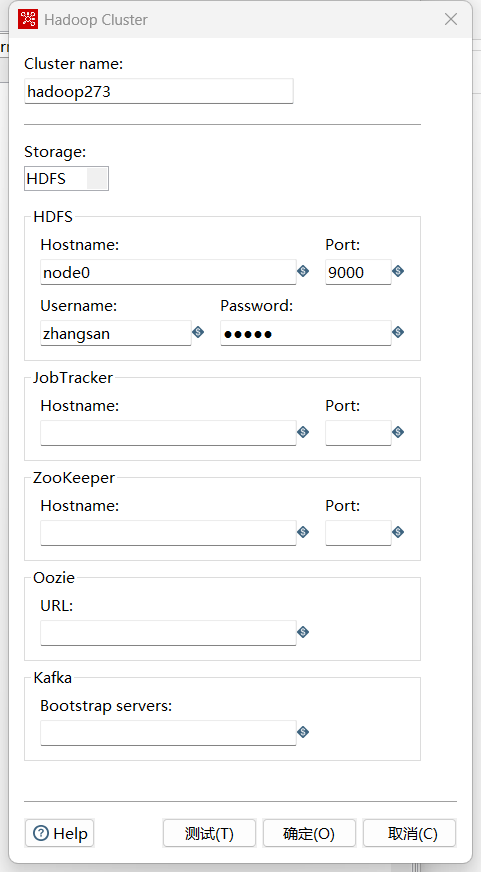 Hadoop Cluster
Cluster name:
hadoop273
Storage:
HDFS
HDFS
Hostname: Port:
node0 9000
Username: Password:
zhangsan ●●●●●
JobTracker
Hostname: Port:
ZooKeeper
Hostname: Port:
Oozie
URL:
Kafka
Bootstrap servers:
Help 测试(T) 确定(O) 取消(C)